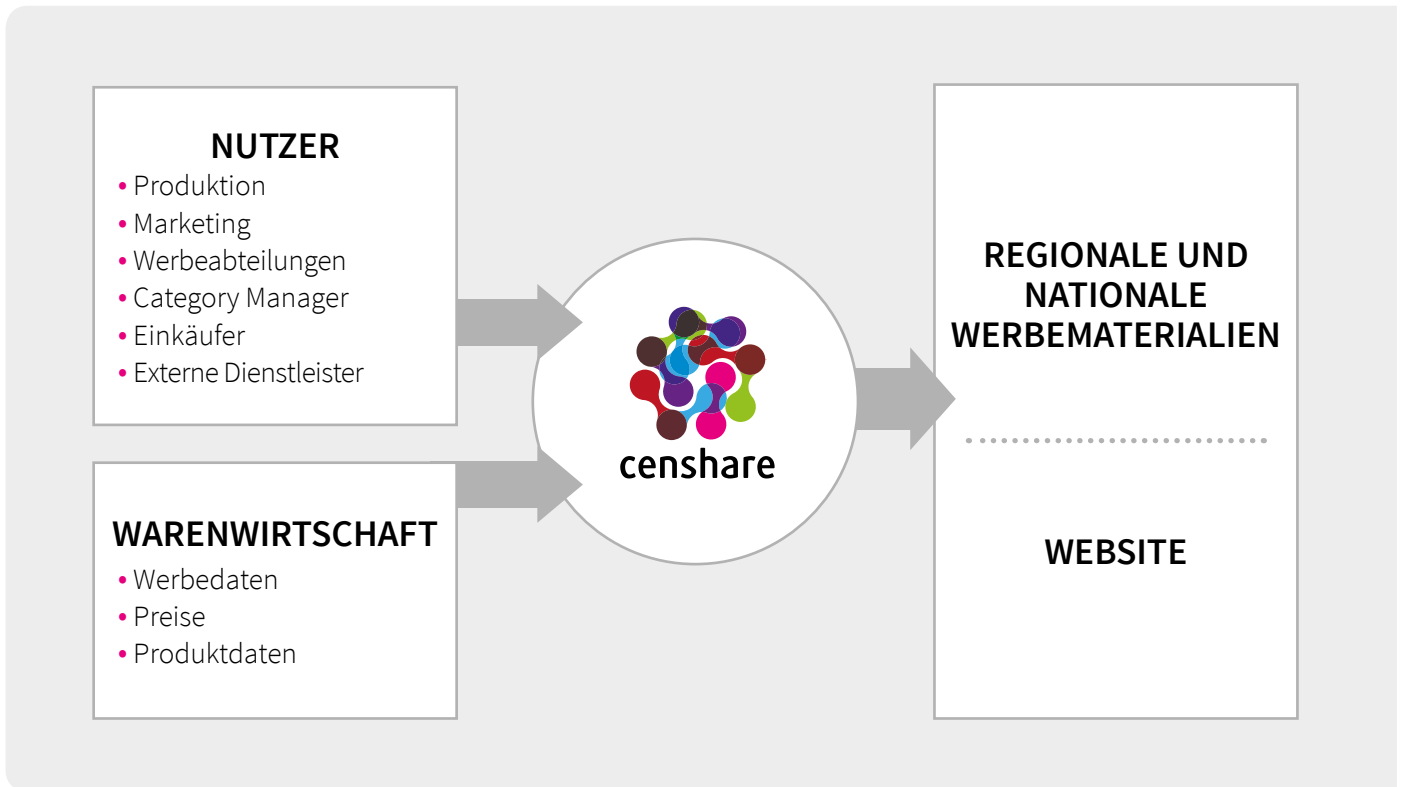 NUTZER
• Produktion
• Marketing
• Werbeabteilungen
• Category Manager
• Einkäufer
• Externe Dienstleister
WARENWIRTSCHAFT
• Werbedaten
• Preise
• Produktdaten
censhare
REGIONALE UND
NATIONALE
WERBEMATERIALIEN
WEBSITE